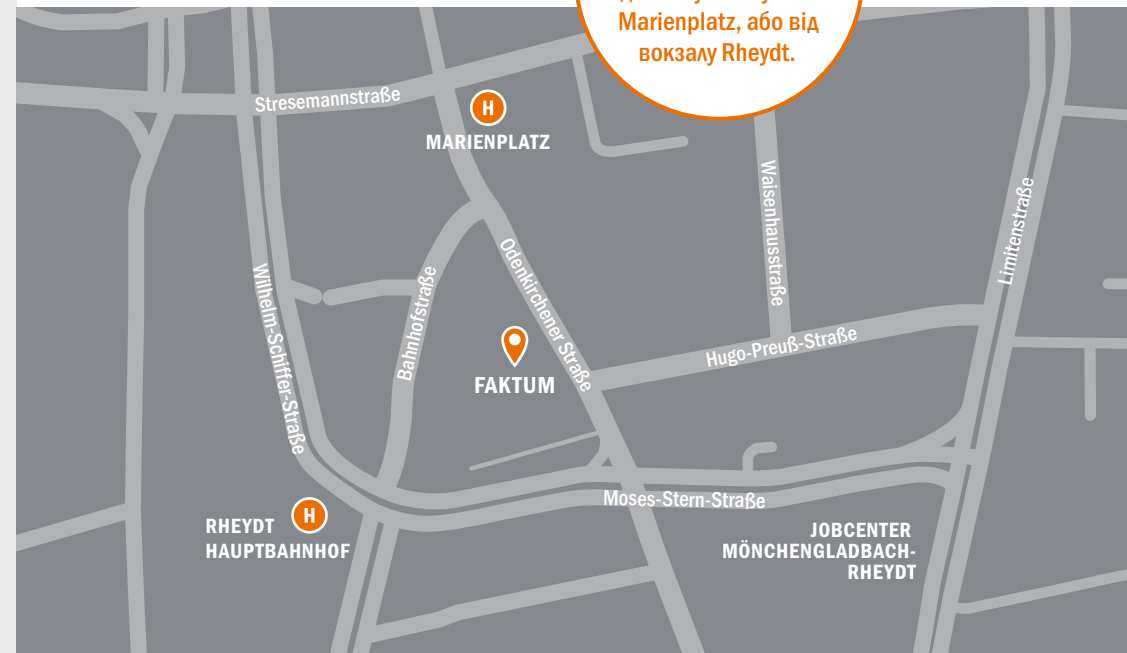 Marienplatz, або від
вокзалу Rheydt.
Stresemannstraße
H
MARIENPLATZ
Waisenhausstraße
Limitenstraße
Odenkirchener Straße
Wilhelm-Schiffer-Straße
Bahnhofstraße
Hugo-Preuß-Straße
FAKTUM
Moses-Stern-Straße
H
RHEYDT
HAUPTBAHNHOF
JOBCENTER
MÖNCHENGLADBACH-
RHEYDT